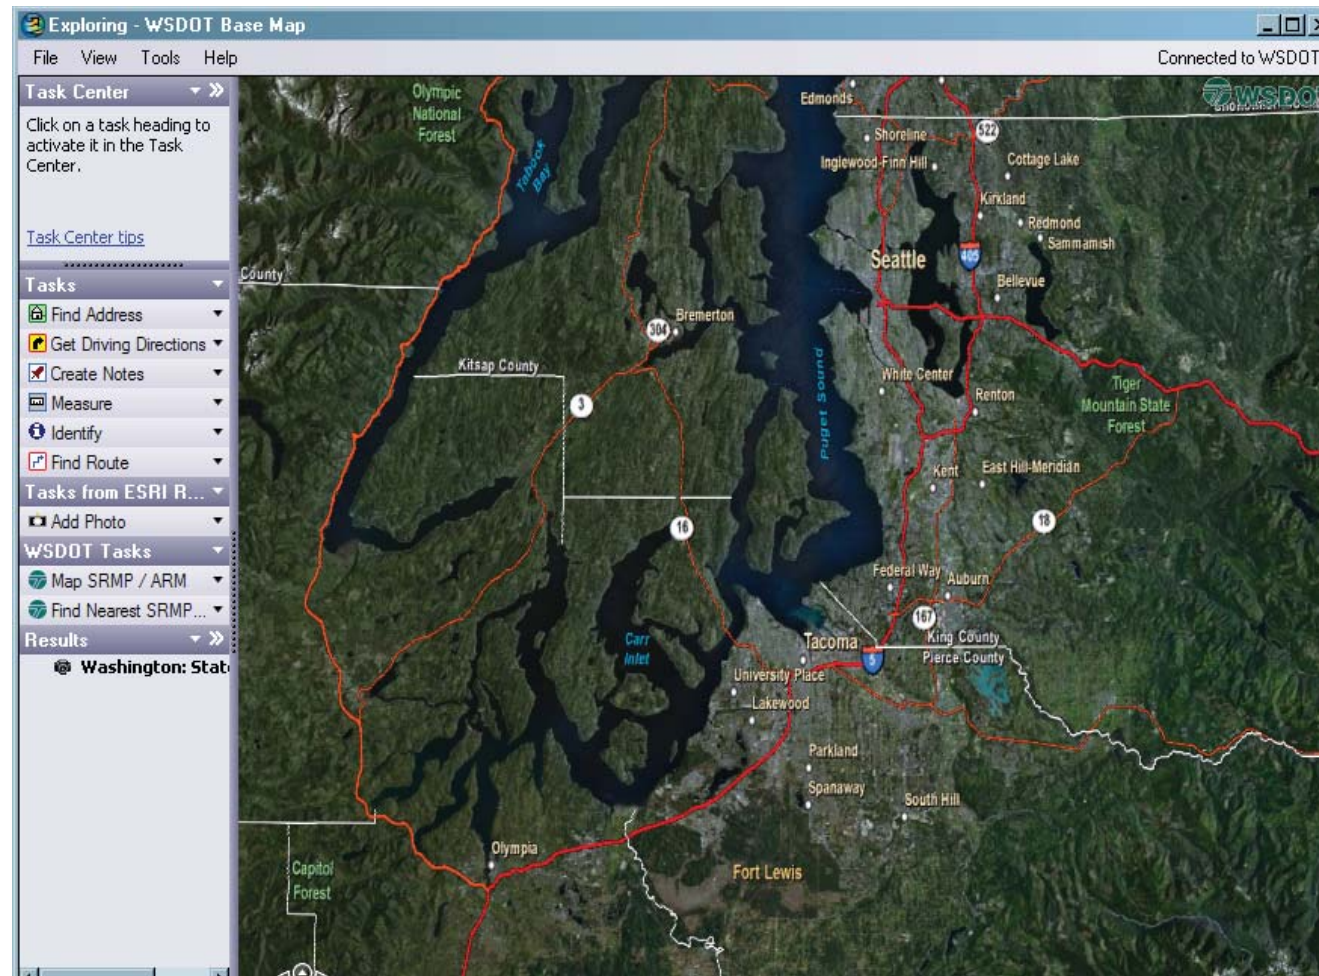 Exploring - WSDOT Base Map
File View Tools Help
Connected to WSDOT
Task Center
Click on a task heading to
activate it in the Task
Center.
Task Center tips
Tasks
Find Address
Get Driving Directions
Create Notes
Measure
Identify
Find Route
Tasks from ESRI R...
Add Photo
WSDOT Tasks
Map SRMP / ARM
Find Nearest SRMP...
Results
Washington: Stat
Olympic
National
Forest
Edmonds
WSDOT
Shoreline
522
Inglewood-Finn Hill
Cottage Lake
Kirkland
Redmond
Sammamish
Seattle
405
Bellevue
County
304
Bremerton
Kitsap County
3
Puget Sound
White Center
Renton
Tiger
Mountain State
Forest
Kent
East Hill-Meridian
16
18
Federal Way
Auburn
167
King County
Pierce County
Carr
Inlet
Tacoma
5
University Place
Lakewood
Parkland
Spanaway
South Hill
Olympia
Capitol
Forest
Fort Lewis